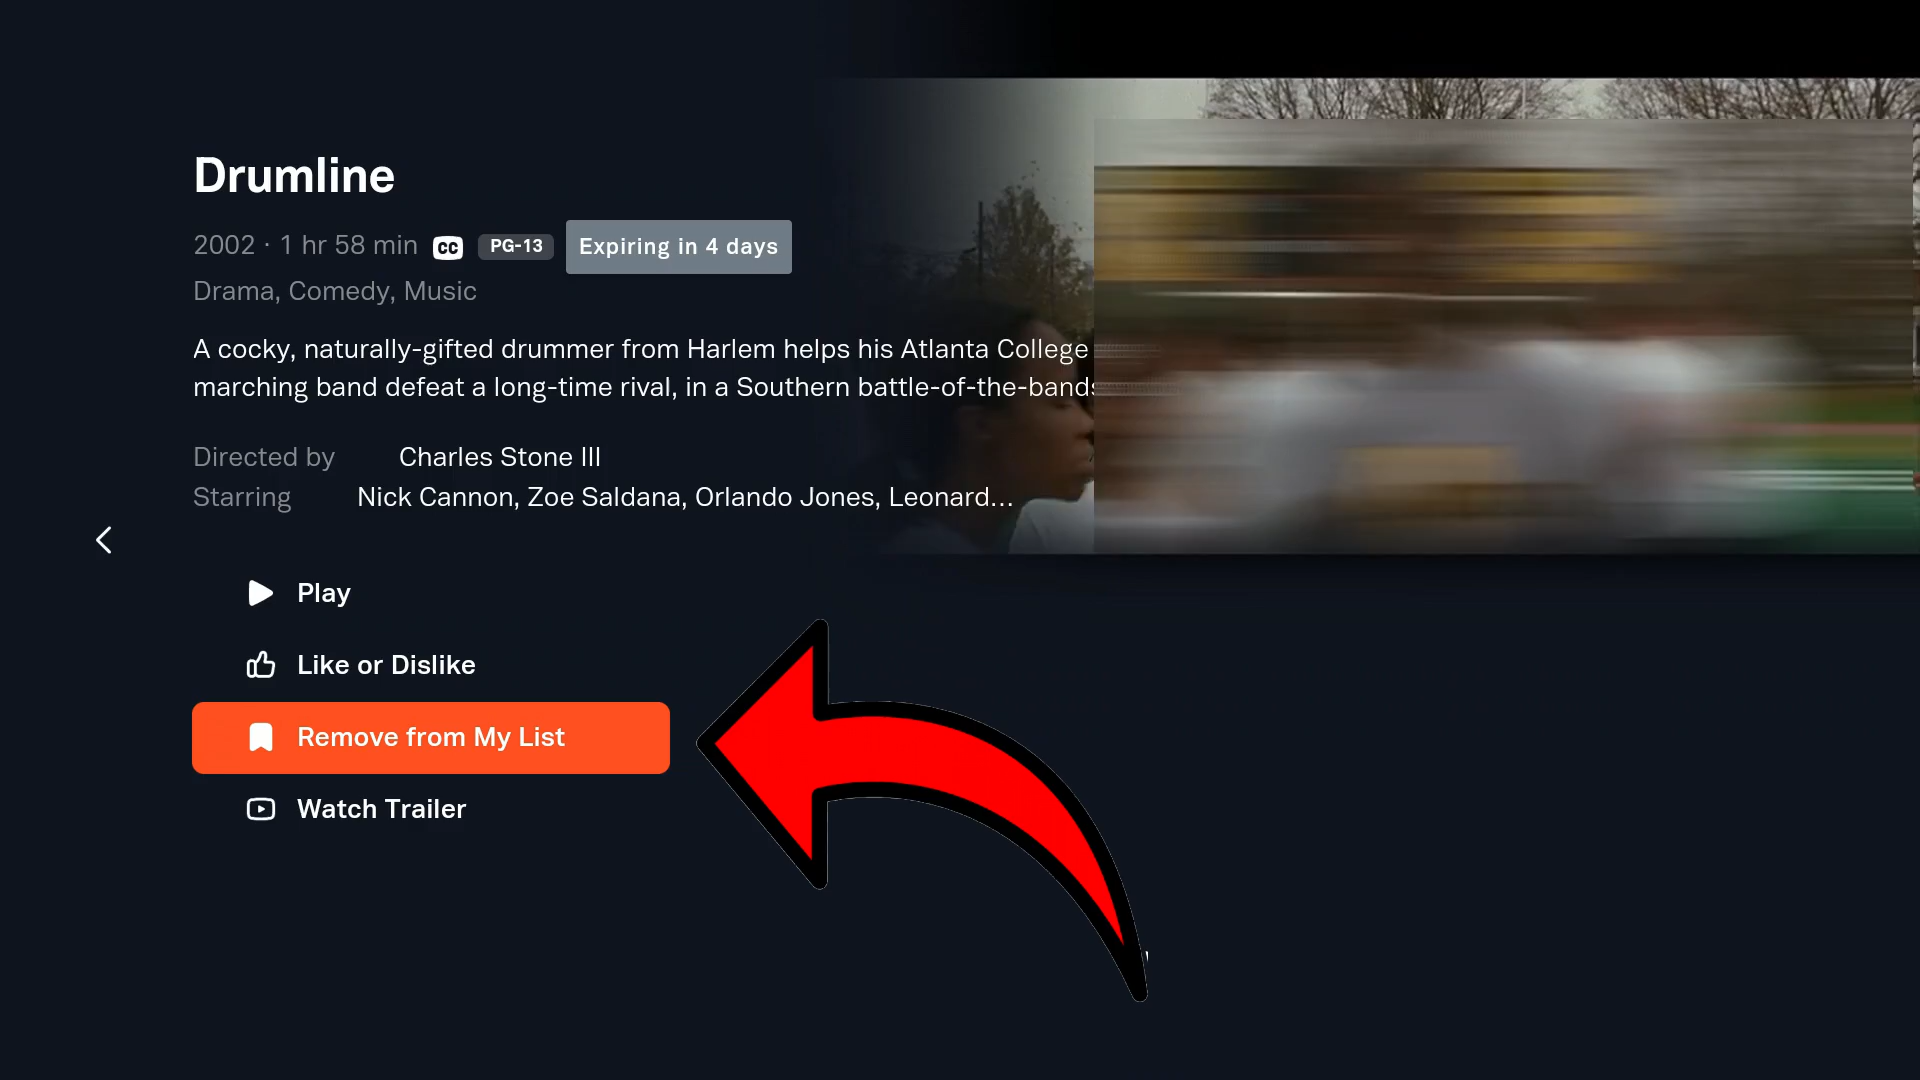 Drumline
2002 · 1 hr 58 min CC PG-13 Expiring in 4 days
Drama, Comedy, Music
A cocky, naturally-gifted drummer from Harlem helps his Atlanta College
marching band defeat a long-time rival, in a Southern battle-of-the-bands
Directed by Charles Stone III
Starring Nick Cannon, Zoe Saldana, Orlando Jones, Leonard...
Play
Like or Dislike
Remove from My List
Watch Trailer